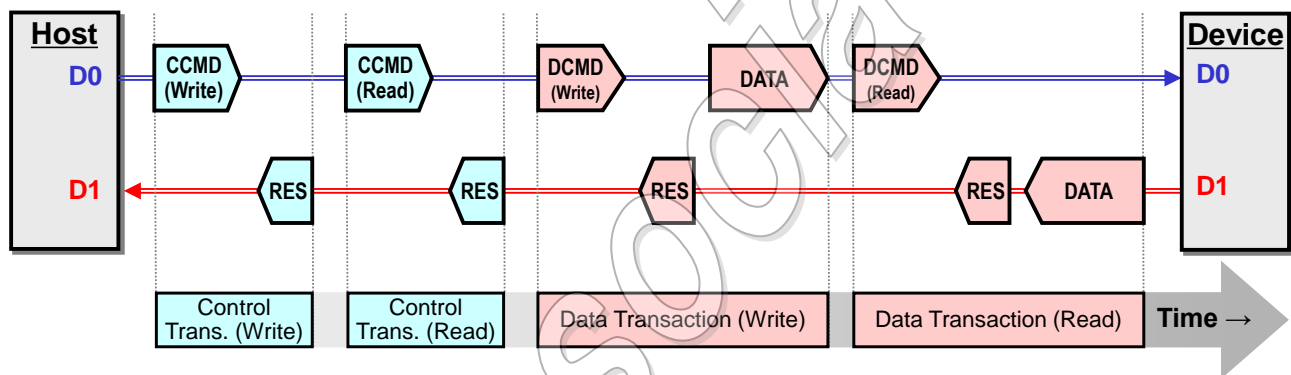 Host
Device
D0
CCMD
(Write)
CCMD
(Read)
DCMD
(Write)
DATA
DCMD
(Read)
D0
D1
RES
RES
RES
RES
DATA
D1
Control
Trans. (Write)
Control
Trans. (Read)
Data Transaction (Write)
Data Transaction (Read)
Time →